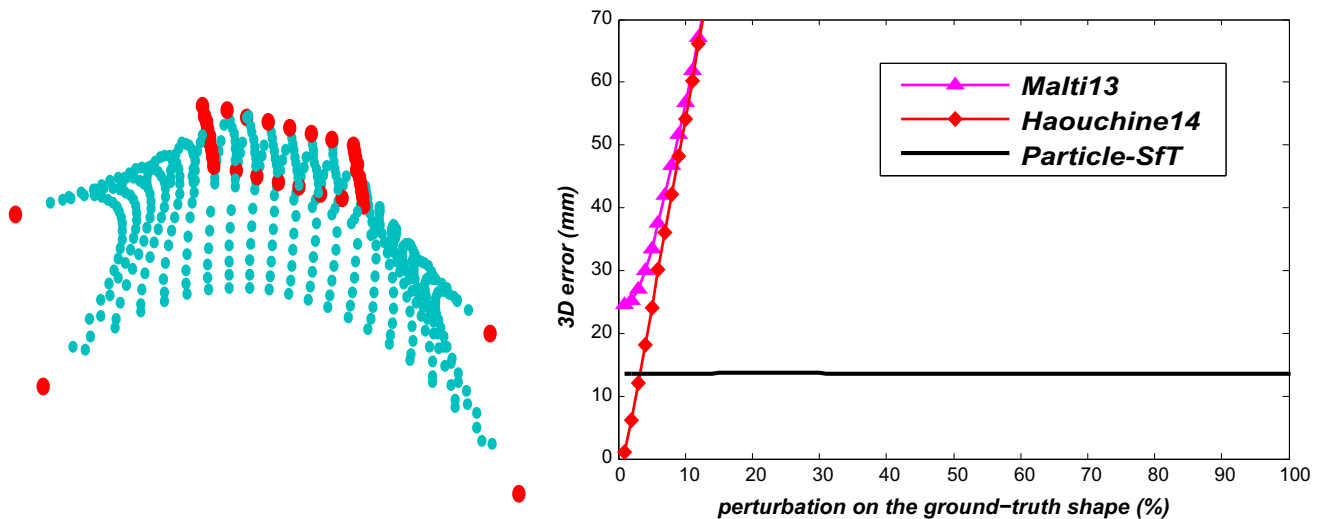 70
60
50
40
30
20
10
0
3D error (mm)
Malti13
Haouchine14
Particle-SfT
0 10 20 30 40 50 60 70 80 90 100
perturbation on the ground−truth shape (%)